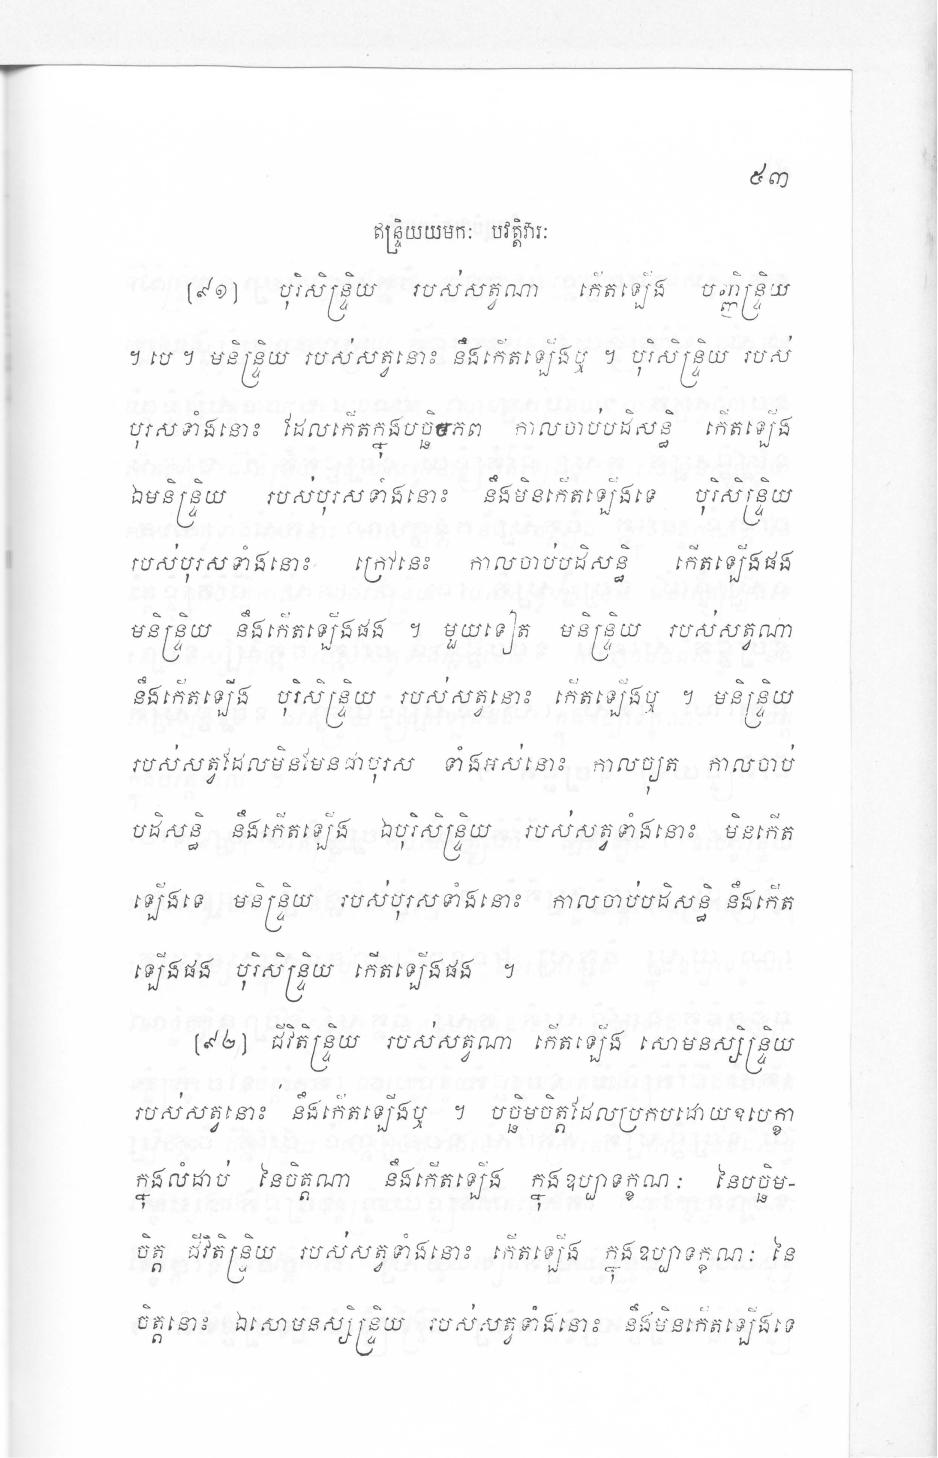 ៥៣
ឥន្ទ្រិយយមកៈ បវត្តិវារៈ
(៩១) បុរិសិន្ទ្រិយ របស់សត្វណា កើតឡើង បញ្ញិន្ទ្រិយ
។ បេ ។ មនិន្ទ្រិយ របស់សត្វនោះ នឹងកើតឡើងឬ ។ បុរិសិន្ទ្រិយ របស់
បុរសទាំងនោះ ដែលកើតក្នុងបច្ឆិមភព កាលចាប់បដិសន្ធិ កើតឡើង
ឯមនិន្ទ្រិយ របស់បុរសទាំងនោះ នឹងមិនកើតឡើងទេ បុរិសិន្ទ្រិយ
របស់បុរសទាំងនោះ ក្រៅនេះ កាលចាប់បដិសន្ធិ កើតឡើងផង
មនិន្ទ្រិយ នឹងកើតឡើងផង ។ មួយទៀត មនិន្ទ្រិយ របស់សត្វណា
នឹងកើតឡើង បុរិសិន្ទ្រិយ របស់សត្វនោះ កើតឡើងឬ ។ មនិន្ទ្រិយ
របស់សត្វដែលមិនមែនជាបុរស ទាំងអស់នោះ កាលច្យុត កាលចាប់
បដិសន្ធិ នឹងកើតឡើង ឯបុរិសិន្ទ្រិយ របស់សត្វទាំងនោះ មិនកើត
ឡើងទេ មនិន្ទ្រិយ របស់បុរសទាំងនោះ កាលចាប់បដិសន្ធិ នឹងកើត
ឡើងផង បុរិសិន្ទ្រិយ កើតឡើងផង ។
(៩២) ជីវិតិន្ទ្រិយ របស់សត្វណា កើតឡើង សោមនស្សិន្ទ្រិយ
របស់សត្វនោះ នឹងកើតឡើងឬ ។ បច្ឆិមចិត្តដែលប្រកបដោយឧបេក្ខា
ក្នុងលំដាប់ នៃចិត្តណា នឹងកើតឡើង ក្នុងឧប្បាទក្ខណៈ នៃបច្ឆិម-
ចិត្ត ជីវិតិន្ទ្រិយ របស់សត្វទាំងនោះ កើតឡើង ក្នុងឧប្បាទក្ខណៈ នៃ
ចិត្តនោះ ឯសោមនស្សិន្ទ្រិយ របស់សត្វទាំងនោះ នឹងមិនកើតឡើងទេ